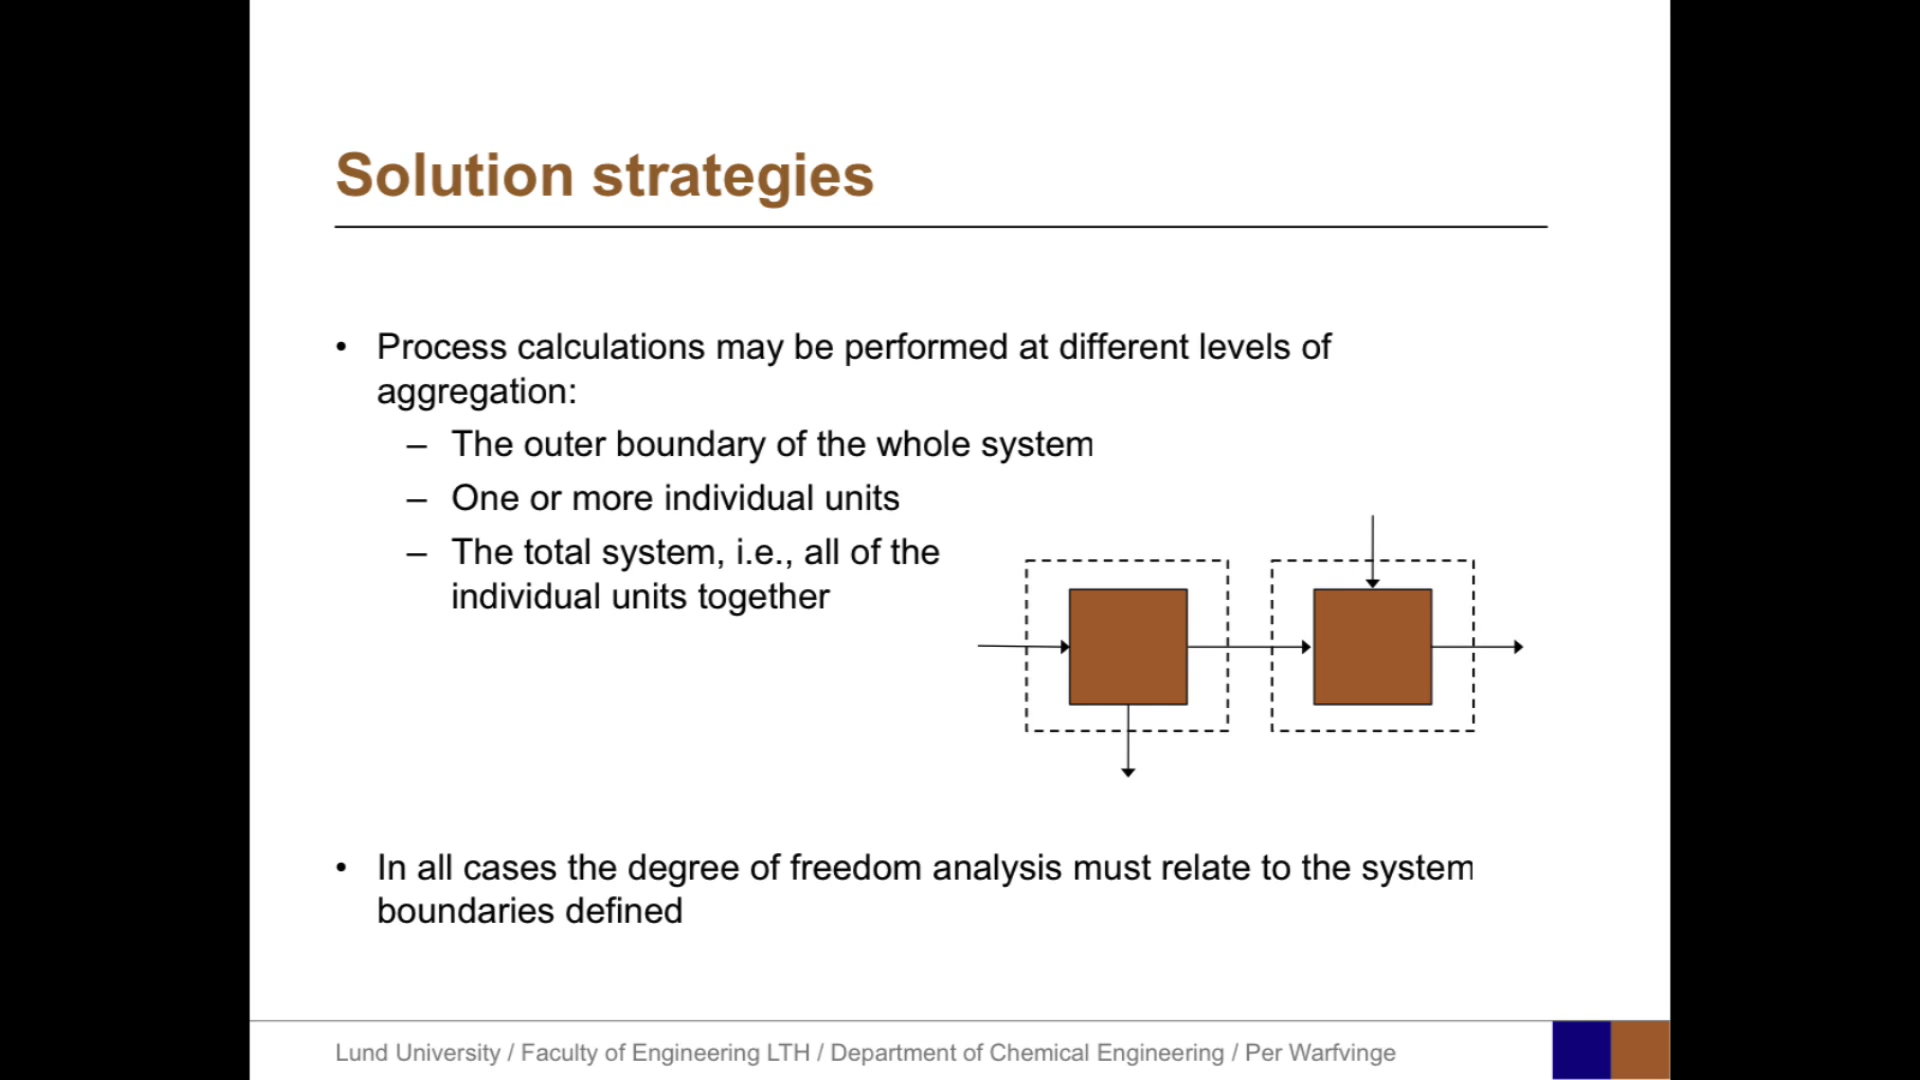 Solution strategies
• Process calculations may be performed at different levels of
aggregation:
– The outer boundary of the whole system
– One or more individual units
– The total system, i.e., all of the
individual units together
• In all cases the degree of freedom analysis must relate to the system
boundaries defined
Lund University / Faculty of Engineering LTH / Department of Chemical Engineering / Per Warfvinge